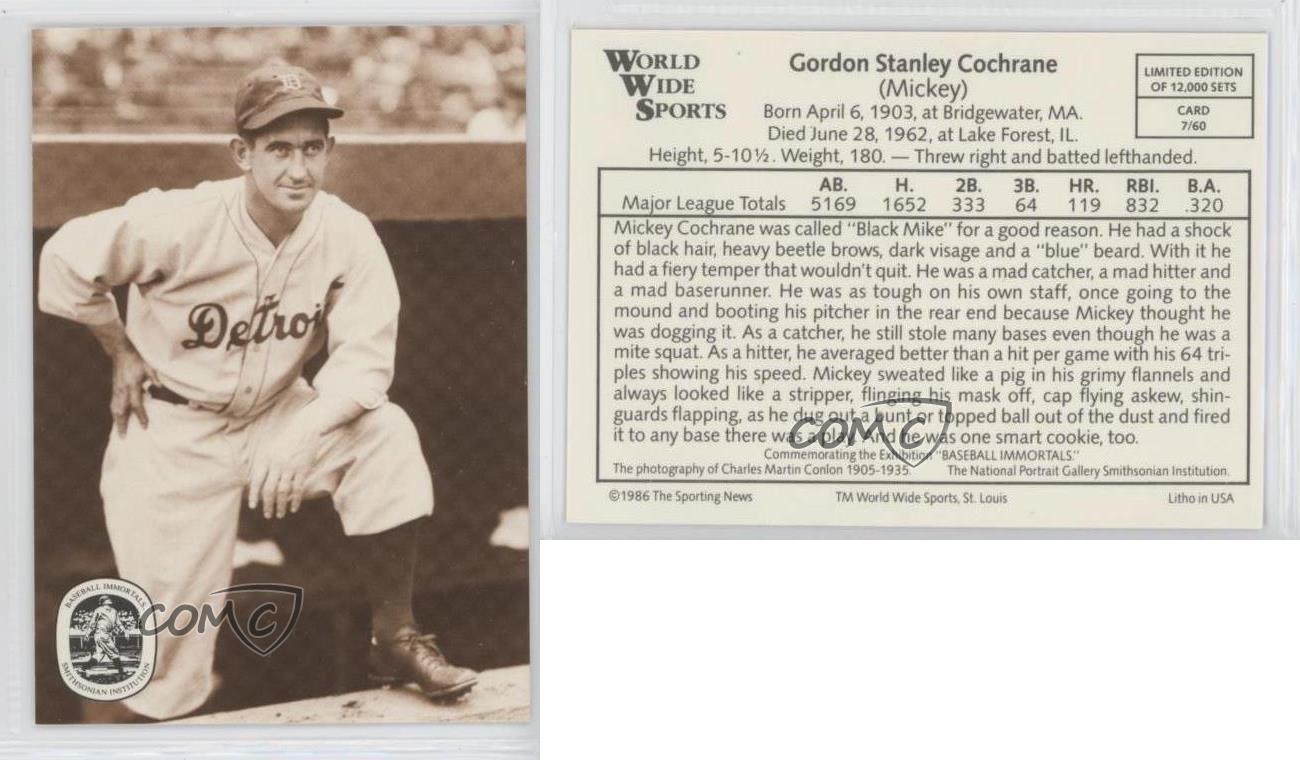 D
Detroit
BASEBALL IMMORTALS
SMITHSONIAN INSTITUTION
COMC
WORLD
WIDE
SPORTS
Gordon Stanley Cochrane
(Mickey)
Born April 6, 1903, at Bridgewater, MA.
Died June 28, 1962, at Lake Forest, IL.
Height, 5-10½. Weight, 180. — Threw right and batted lefthanded.
LIMITED EDITION
OF 12,000 SETS
CARD
7/60
AB. H. 2B. 3B. HR. RBI. B.A.
Major League Totals 5169 1652 333 64 119 832 .320
Mickey Cochrane was called "Black Mike" for a good reason. He had a shock
of black hair, heavy beetle brows, dark visage and a "blue" beard. With it he
had a fiery temper that wouldn't quit. He was a mad catcher, a mad hitter and
a mad baserunner. He was as tough on his own staff, once going to the
mound and booting his pitcher in the rear end because Mickey thought he
was dogging it. As a catcher, he still stole many bases even though he was a
mite squat. As a hitter, he averaged better than a hit per game with his 64 tri-
ples showing his speed. Mickey sweated like a pig in his grimy flannels and
always looked like a stripper, flinging his mask off, cap flying askew, shin-
guards flapping, as he dug out a bunt or topped ball out of the dust and fired
it to any base there was a play. And he was one smart cookie, too.
COMC
Commemorating the Exhibition "BASEBALL IMMORTALS."
The photography of Charles Martin Conlon 1905-1935. The National Portrait Gallery Smithsonian Institution.
©1986 The Sporting News TM World Wide Sports, St. Louis Litho in USA